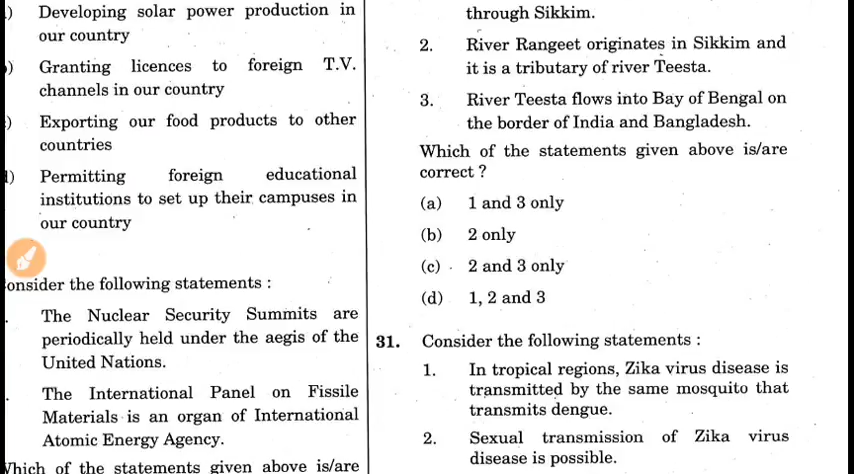 .) Developing solar power production in
our country
) Granting licences to foreign T.V.
channels in our country
) Exporting our food products to other
countries
l) Permitting foreign educational
institutions to set up their campuses in
our country
onsider the following statements :
. The Nuclear Security Summits are
periodically held under the aegis of the
United Nations.
. The International Panel on Fissile
Materials is an organ of International
Atomic Energy Agency.
Which of the statements given above is/are
through Sikkim.
2. River Rangeet originates in Sikkim and
it is a tributary of river Teesta.
3. River Teesta flows into Bay of Bengal on
the border of India and Bangladesh.
Which of the statements given above is/are
correct ?
(a) 1 and 3 only
(b) 2 only
(c) 2 and 3 only
(d) 1, 2 and 3
31. Consider the following statements :
1. In tropical regions, Zika virus disease is
transmitted by the same mosquito that
transmits dengue.
2. Sexual transmission of Zika virus
disease is possible.